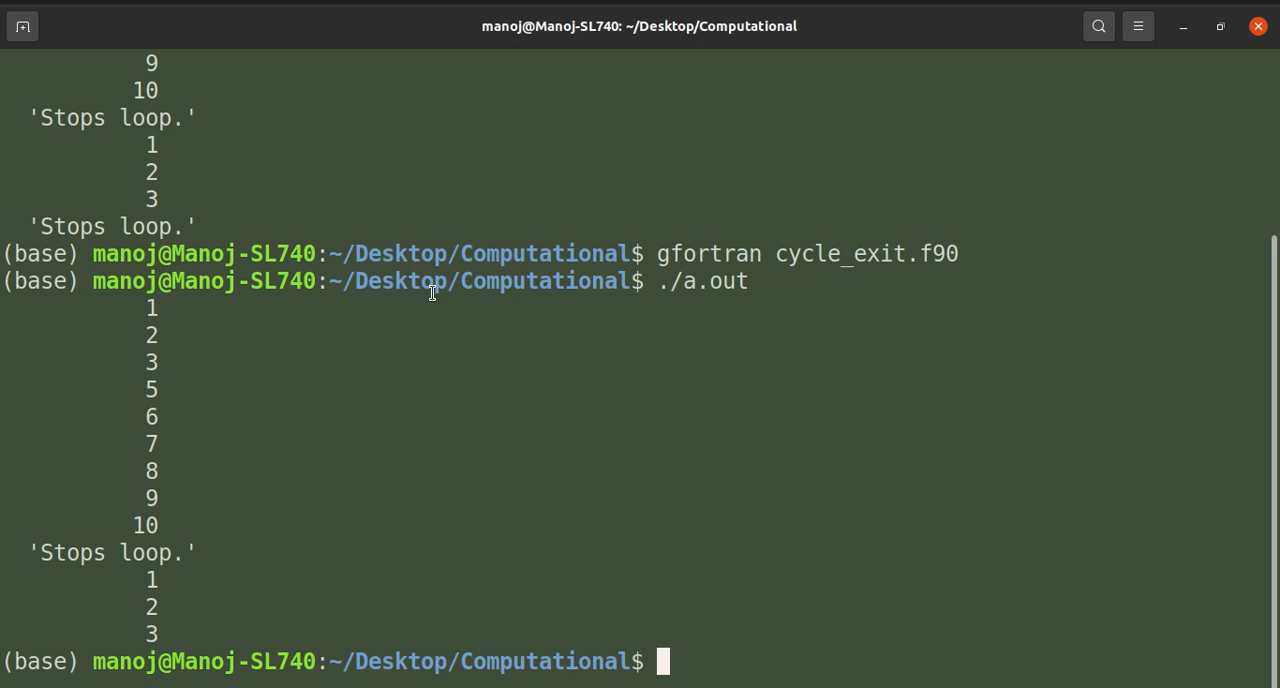 manoj@Manoj-SL740: ~/Desktop/Computational
9
10
'Stops loop.'
1
2
3
'Stops loop.'
(base) manoj@Manoj-SL740:~/Desktop/Computational$ gfortran cycle_exit.f90
(base) manoj@Manoj-SL740:~/Desktop/Computational$ ./a.out
1
2
3
5
6
7
8
9
10
'Stops loop.'
1
2
3
(base) manoj@Manoj-SL740:~/Desktop/Computational$